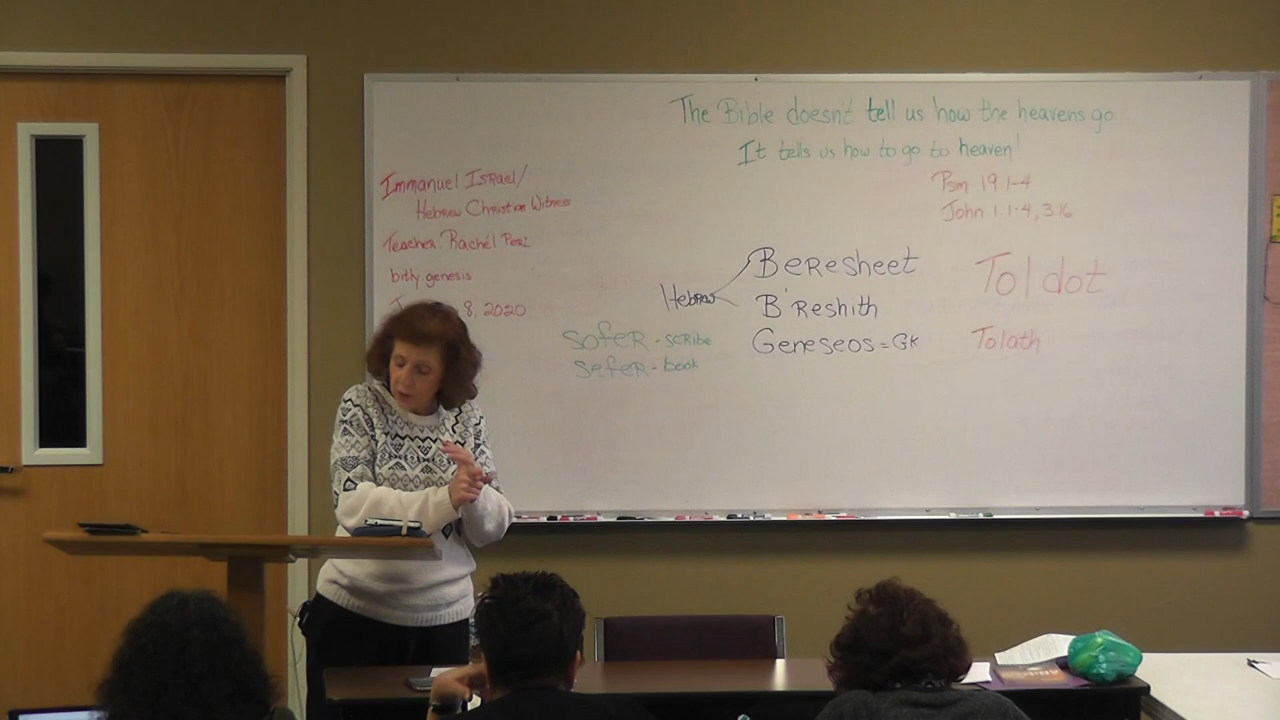 The Bible doesn't tell us how the heavens go
It tells us how to go to heaven!
Psm 19 1-4
John 1.1-4, 3.16
Immanuel Israel/
Hebrew Christian Witness
Teacher: Rachél Perl
bitly genesis
8, 2020
Hebrew
Beresheet
B'Reshith
Geneseos = GK
Toldot
Tolath
sofer - scribe
sefer - book